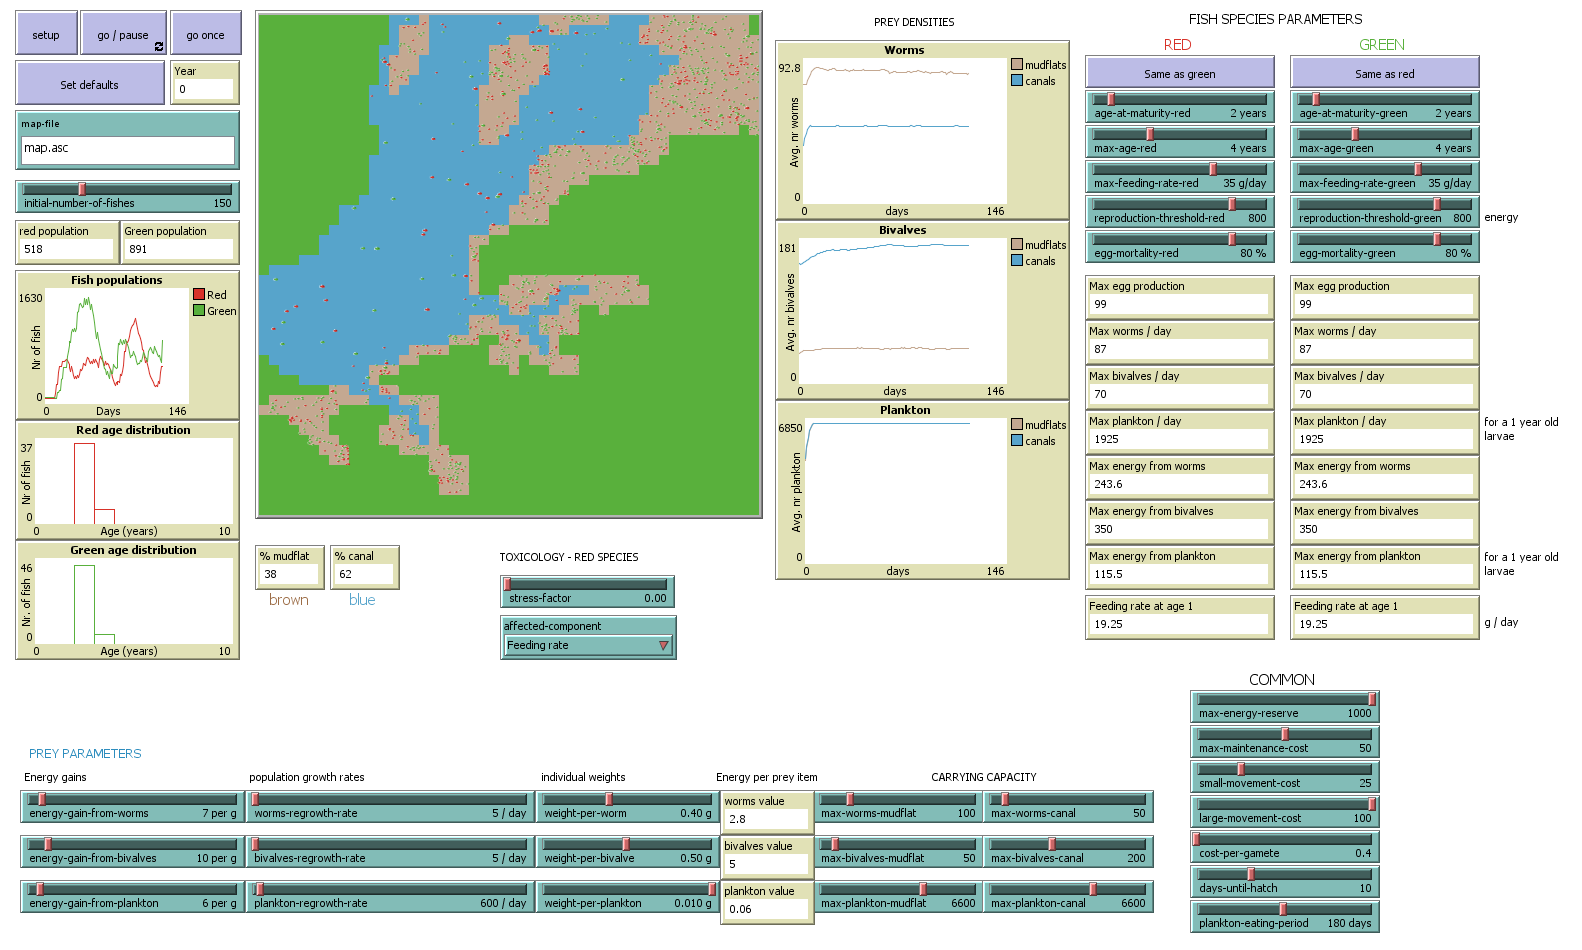 setup
go / pause
go once
Set defaults
Year
0
map-file
map.asc
initial-number-of-fishes 150
red population
518
Green population
891
Fish populations
1630
Nr of fish
0
0 Days 146
Red
Green
Red age distribution
37
Nr of fish
0
0 Age (years) 10
Green age distribution
46
Nr. of fish
0
0 Age (years) 10
% mudflat
38
brown
% canal
62
blue
TOXICOLOGY - RED SPECIES
stress-factor 0.00
affected-component
Feeding rate
PREY DENSITIES
Worms
92.8
Avg. nr worms
0
0 days 146
mudflats
canals
Bivalves
181
Avg. nr bivalves
0
0 days 146
mudflats
canals
Plankton
6850
Avg. nr plankton
0
0 days 146
mudflats
canals
FISH SPECIES PARAMETERS
RED
Same as green
age-at-maturity-red 2 years
max-age-red 4 years
max-feeding-rate-red 35 g/day
reproduction-threshold-red 800
egg-mortality-red 80 %
Max egg production
99
Max worms / day
87
Max bivalves / day
70
Max plankton / day
1925
Max energy from worms
243.6
Max energy from bivalves
350
Max energy from plankton
115.5
Feeding rate at age 1
19.25
GREEN
Same as red
age-at-maturity-green 2 years
max-age-green 4 years
max-feeding-rate-green 35 g/day
reproduction-threshold-green 800
energy
egg-mortality-green 80 %
Max egg production
99
Max worms / day
87
Max bivalves / day
70
Max plankton / day
1925
for a 1 year old
larvae
Max energy from worms
243.6
Max energy from bivalves
350
Max energy from plankton
115.5
for a 1 year old
larvae
Feeding rate at age 1
19.25
g / day
COMMON
max-energy-reserve 1000
max-maintenance-cost 50
small-movement-cost 25
large-movement-cost 100
cost-per-gamete 0.4
days-until-hatch 10
plankton-eating-period 180 days
PREY PARAMETERS
Energy gains
energy-gain-from-worms 7 per g
energy-gain-from-bivalves 10 per g
energy-gain-from-plankton 6 per g
population growth rates
worms-regrowth-rate 5 / day
bivalves-regrowth-rate 5 / day
plankton-regrowth-rate 600 / day
individual weights
weight-per-worm 0.40 g
weight-per-bivalve 0.50 g
weight-per-plankton 0.010 g
Energy per prey item
worms value
2.8
bivalves value
5
plankton value
0.06
CARRYING CAPACITY
max-worms-mudflat 100
max-worms-canal 50
max-bivalves-mudflat 50
max-bivalves-canal 200
max-plankton-mudflat 6600
max-plankton-canal 6600